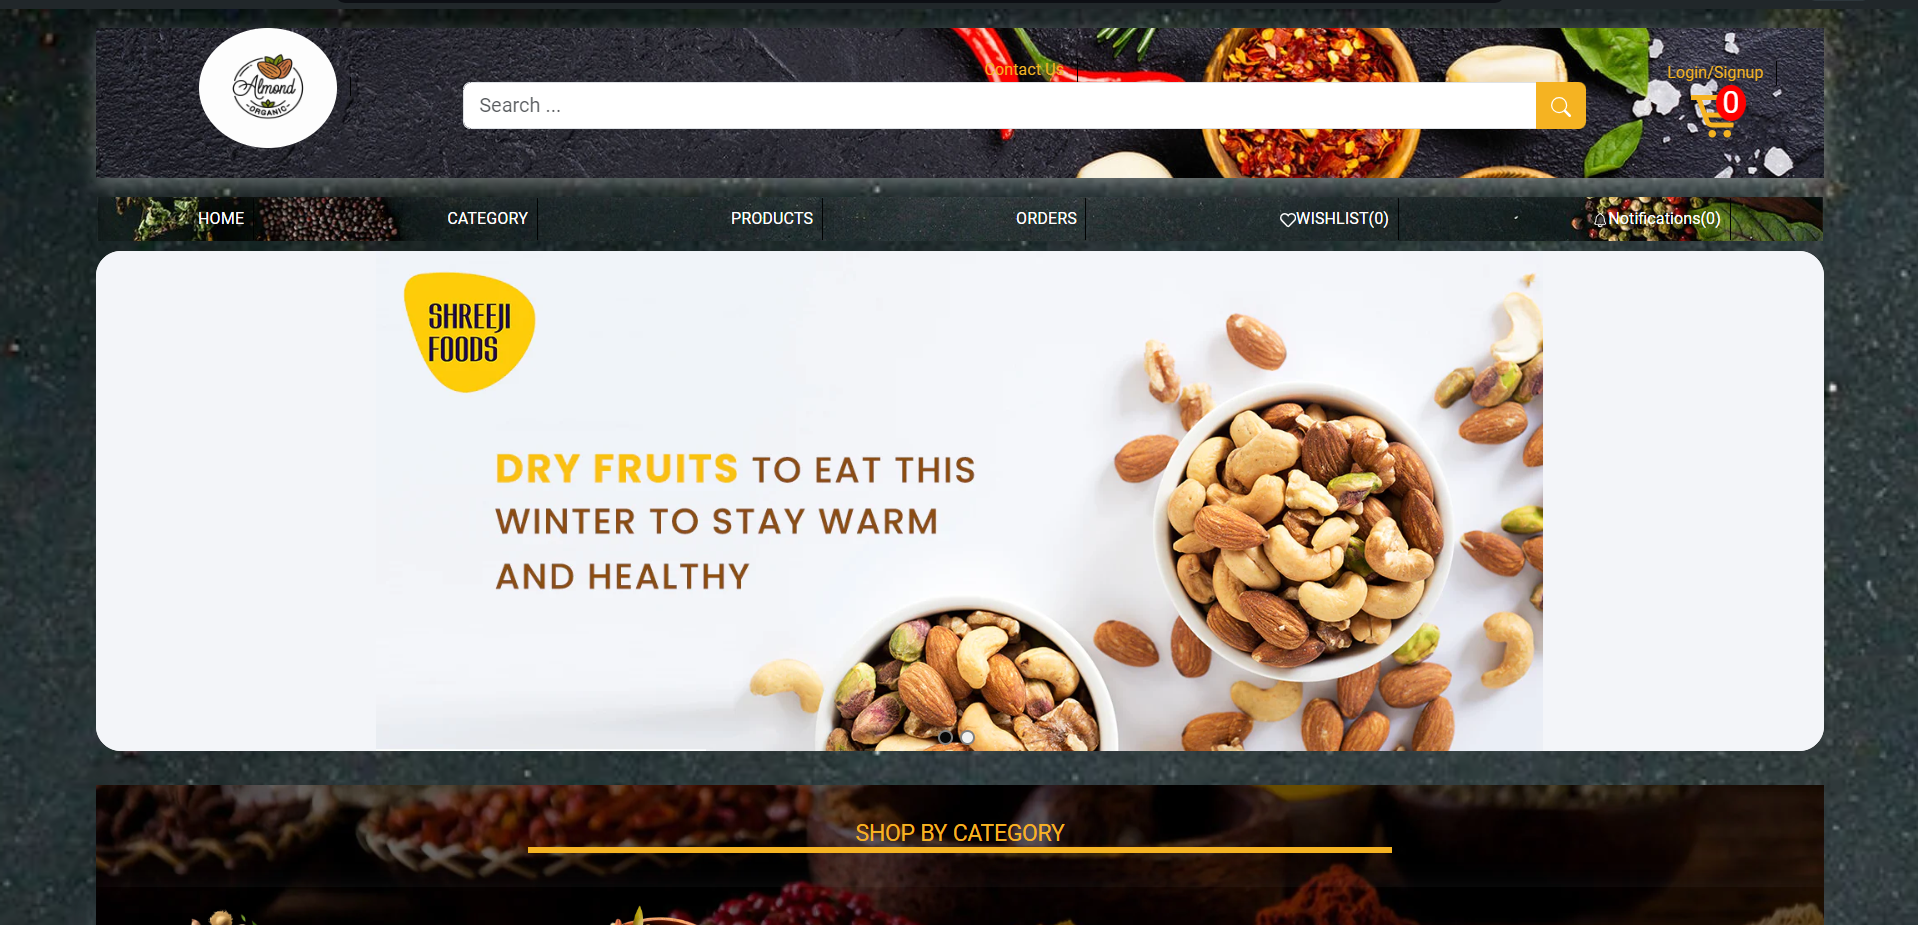 Almond
ORGANIC
Contact Us
Search ...
Login/Signup
0
HOME
CATEGORY
PRODUCTS
ORDERS
WISHLIST(0)
Notifications(0)
SHREEJI
FOODS
DRY FRUITS TO EAT THIS
WINTER TO STAY WARM
AND HEALTHY
SHOP BY CATEGORY